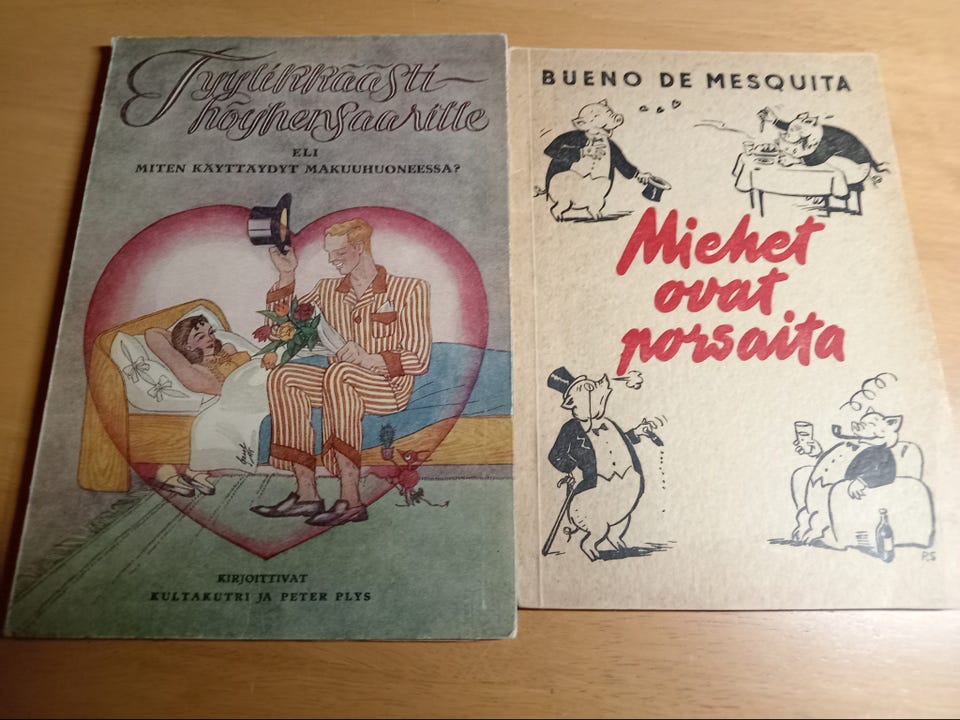 Tyylikkäästi
höyhensaarille
ELI
MITEN KÄYTTÄYDYT MAKUUHUONEESSA?
KIRJOITTIVAT
KULTAKUTRI JA PETER PLYS
BUENO DE MESQUITA
Miehet
ovat
porsaita
P.S